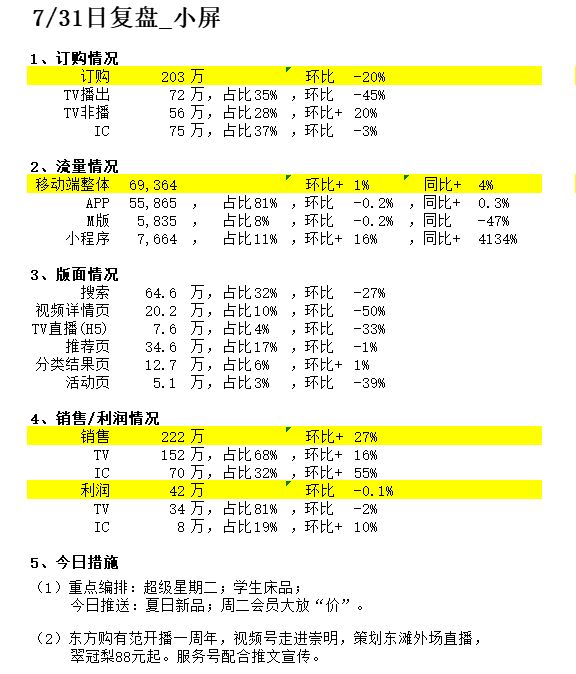 7/31日复盘_小屏
1、订购情况
订购 203 万 环比 -20%
TV播出 72 万，占比35% ，环比 -45%
TV非播 56 万，占比28% ，环比+ 20%
IC 75 万，占比37% ，环比 -3%
2、流量情况
移动端整体 69,364 环比+ 1% 同比+ 4%
APP 55,865 ， 占比81% ，环比 -0.2% ，同比+ 0.3%
M版 5,835 ， 占比8% ，环比 -0.2% ，同比 -47%
小程序 7,664 ， 占比11% ，环比+ 16% ，同比+ 4134%
3、版面情况
搜索 64.6 万，占比32% ，环比 -27%
视频详情页 20.2 万，占比10% ，环比 -50%
TV直播(H5) 7.6 万，占比4% ，环比 -33%
推荐页 34.6 万，占比17% ，环比 -1%
分类结果页 12.7 万，占比6% ，环比+ 1%
活动页 5.1 万，占比3% ，环比 -39%
4、销售/利润情况
销售 222 万 环比+ 27%
TV 152 万，占比68% ，环比+ 16%
IC 70 万，占比32% ，环比+ 55%
利润 42 万 环比 -0.1%
TV 34 万，占比81% ，环比 -2%
IC 8 万，占比19% ，环比+ 10%
5、今日措施
（1）重点编排：超级星期二；学生床品；
今日推送：夏日新品；周二会员大放“价”。
（2）东方购有范开播一周年，视频号走进崇明，策划东滩外场直播，
翠冠梨88元起。服务号配合推文宣传。